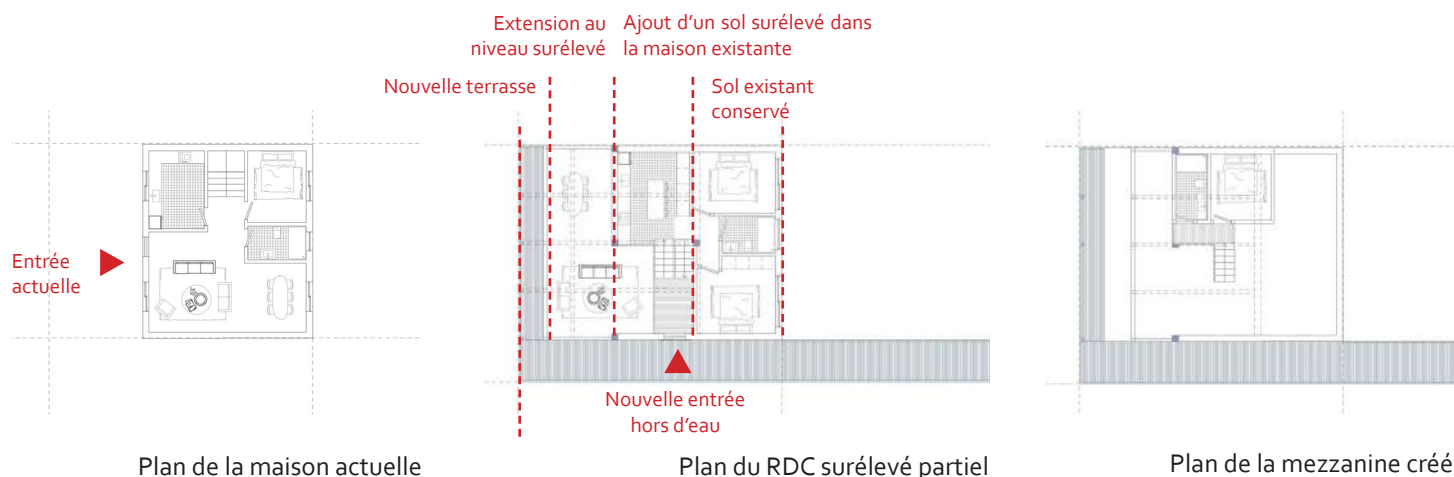 Extension au
niveau surélevé
Ajout d’un sol surélevé dans
la maison existante
Nouvelle terrasse
Sol existant
conservé
Entrée
actuelle
Nouvelle entrée
hors d’eau
Plan de la maison actuelle
Plan du RDC surélevé partiel
Plan de la mezzanine créé